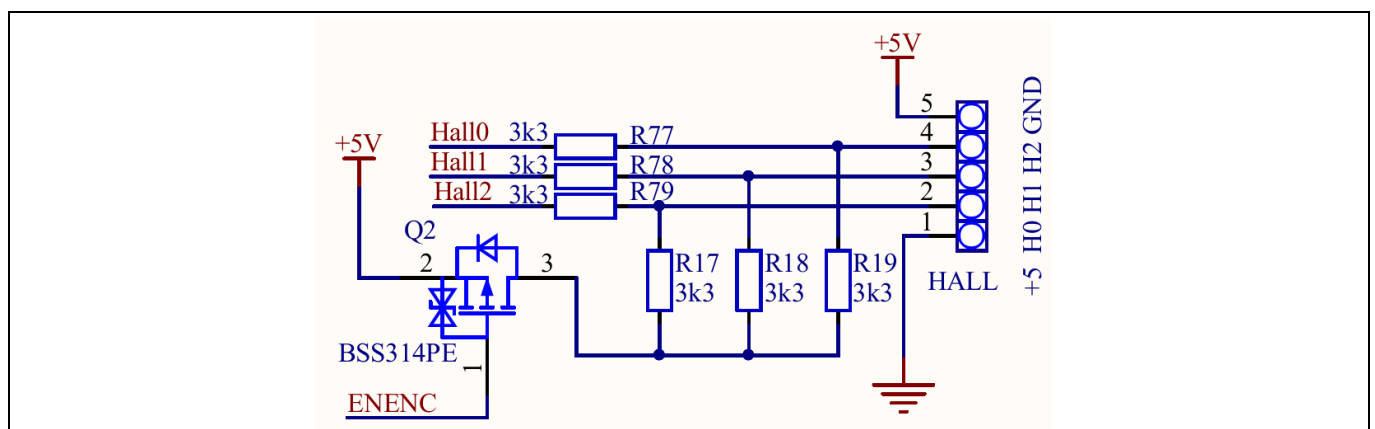 +5V
5
Hall0 3k3 R77 4
+5V
Hall1 3k3 R78 3
Hall2 3k3 R79 2
1
Q2
2 3
R17 R18 R19
3k3 3k3 3k3
HALL
+5 H0 H1 H2 GND
BSS314PE
1
ENENC